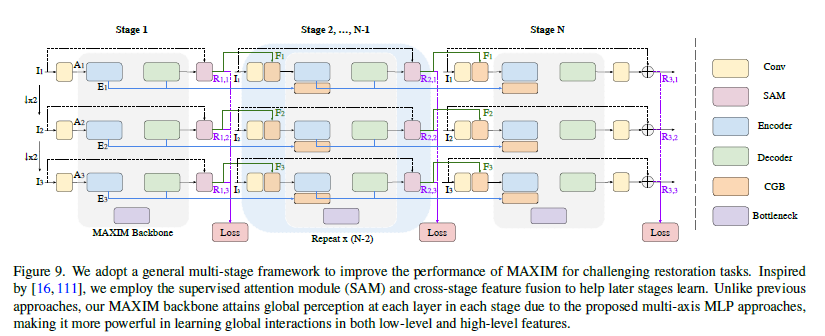 Stage 1 Stage 2, ..., N-1 Stage N
I1 A1 E1 R1,1 I1 F1 R2,1 I1 F1 R3,1
↓x2
I2 A2 E2 R1,2 I2 F2 R2,2 I2 F2 R3,2
↓x2
I3 A3 E3 R1,3 I3 F3 R2,3 I3 F3 R3,3
MAXIM Backbone Loss Repeat x (N-2) Loss Loss
Conv
SAM
Encoder
Decoder
CGB
Bottleneck
Figure 9. We adopt a general multi-stage framework to improve the performance of MAXIM for challenging restoration tasks. Inspired
by [16, 111], we employ the supervised attention module (SAM) and cross-stage feature fusion to help later stages learn. Unlike previous
approaches, our MAXIM backbone attains global perception at each layer in each stage due to the proposed multi-axis MLP approaches,
making it more powerful in learning global interactions in both low-level and high-level features.